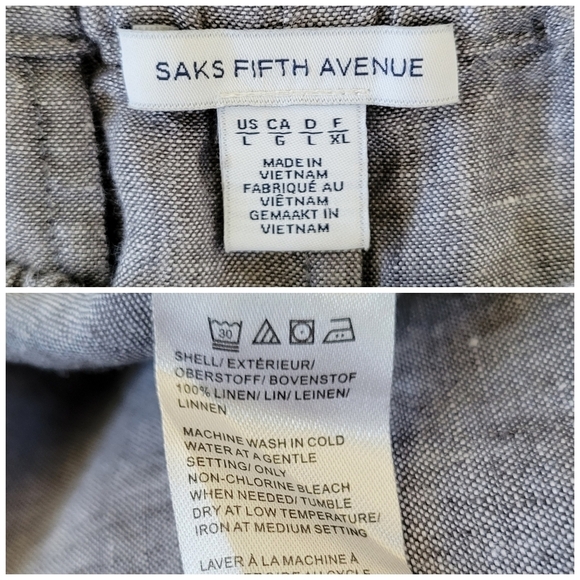 SAKS FIFTH AVENUE
US CA D F
L G L XL
MADE IN
VIETNAM
FABRIQUÉ AU
VIÊTNAM
GEMAAKT IN
VIETNAM
30
SHELL/ EXTÉRIEUR/
OBERSTOFF/ BOVENSTOF
100% LINEN/ LIN/ LEINEN/
LINNEN
MACHINE WASH IN COLD
WATER AT A GENTLE
SETTING/ ONLY
NON-CHLORINE BLEACH
WHEN NEEDED/ TUMBLE
DRY AT LOW TEMPERATURE/
IRON AT MEDIUM SETTING
LAVER À LA MACHINE À